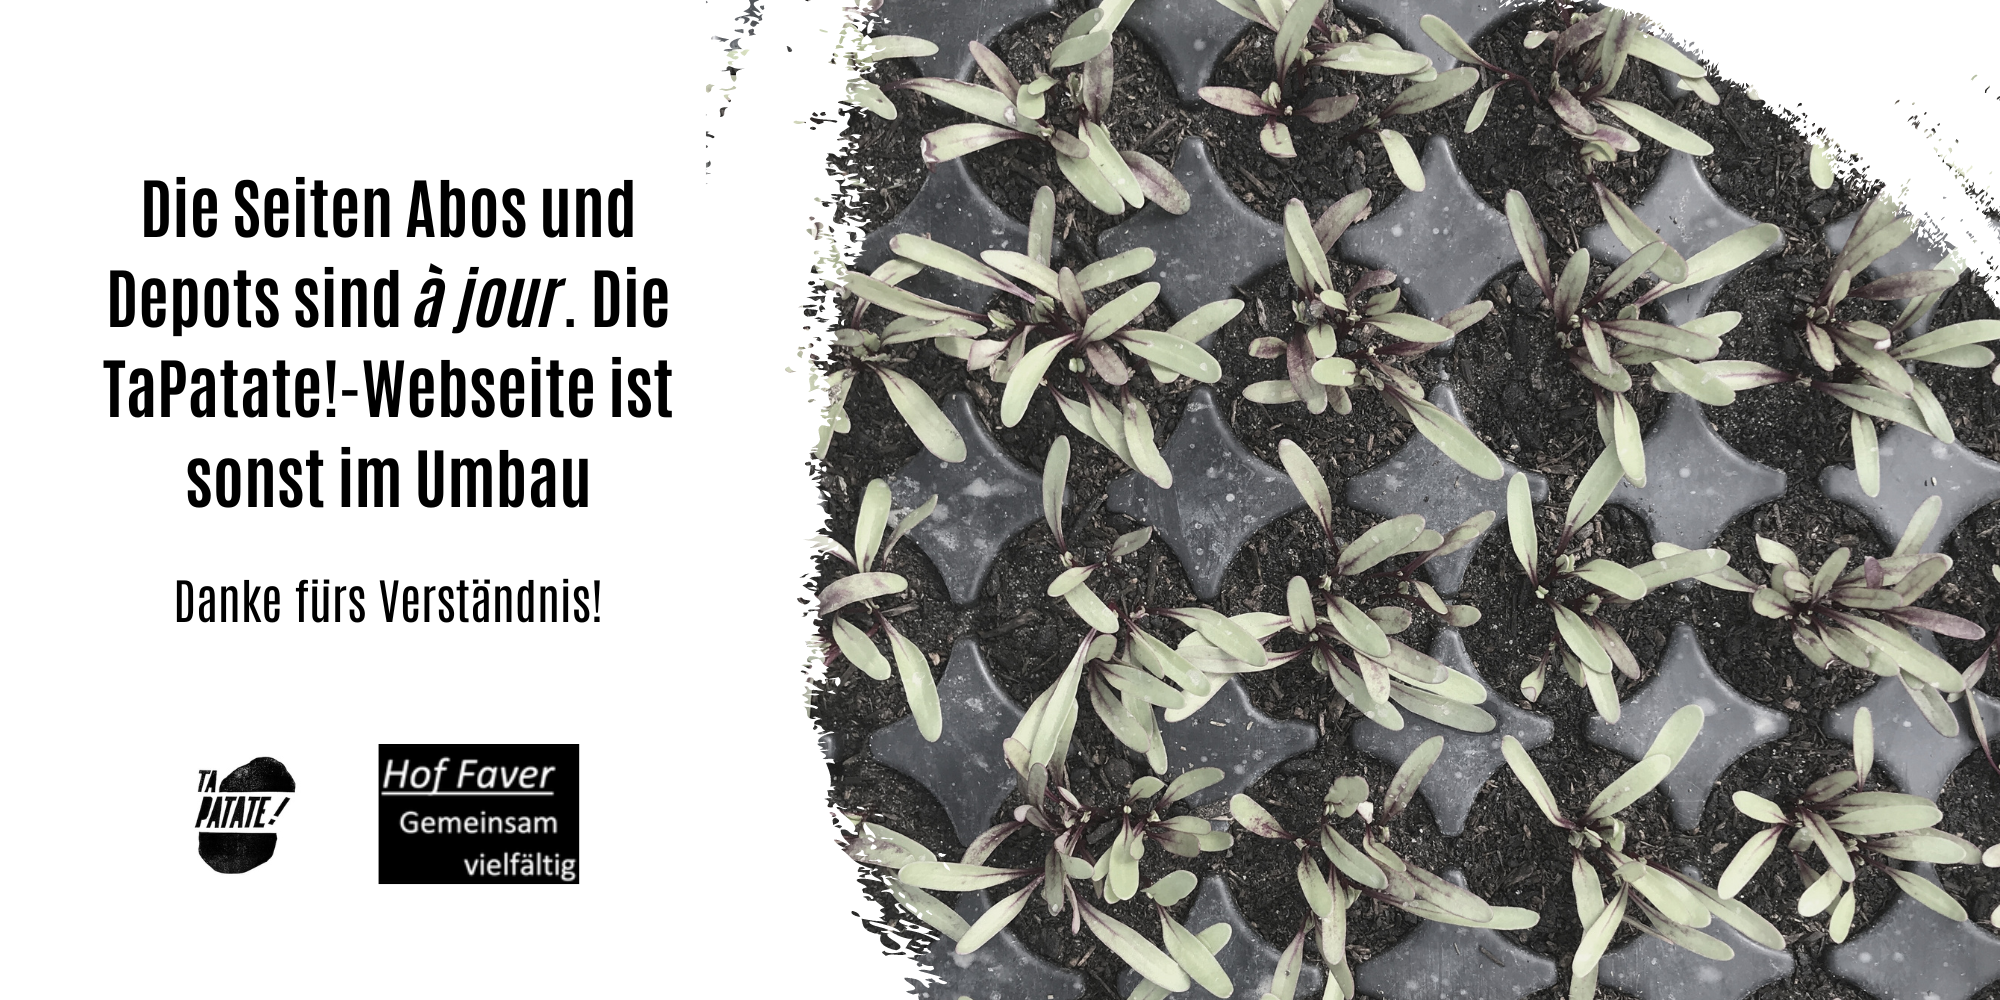 Die Seiten Abos und
Depots sind à jour. Die
TaPatate!-Webseite ist
sonst im Umbau
Danke fürs Verständnis!
TA
PATATE!
Hof Faver
Gemeinsam
vielfältig